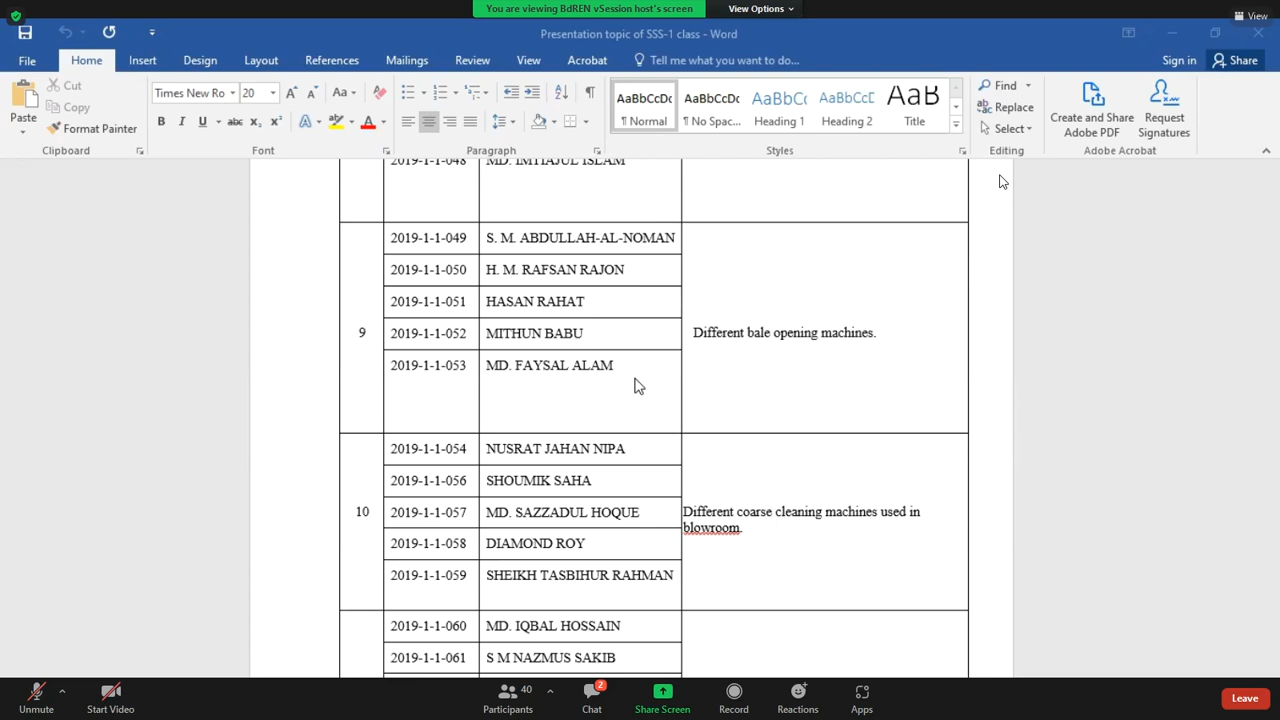 You are viewing BdREN vSession host's screen
View Options
View
Presentation topic of SSS-1 class - Word
File
Home
Insert
Design
Layout
References
Mailings
Review
View
Acrobat
Tell me what you want to do...
Sign in
Share
Paste
Cut
Copy
Format Painter
Clipboard
Times New Ro
20
Font
Paragraph
AaBbCcDc
¶ Normal
AaBbCcDc
¶ No Spac...
AaBbCc
Heading 1
AaBbCcC
Heading 2
AaB
Title
Styles
Find
Replace
Select
Editing
Create and Share
Adobe PDF
Request
Signatures
Adobe Acrobat
2019-1-1-048 MD. IMTIAJUL ISLAM
2019-1-1-049 S. M. ABDULLAH-AL-NOMAN
2019-1-1-050 H. M. RAFSAN RAJON
2019-1-1-051 HASAN RAHAT
9 2019-1-1-052 MITHUN BABU Different bale opening machines.
2019-1-1-053 MD. FAYSAL ALAM
2019-1-1-054 NUSRAT JAHAN NIPA
2019-1-1-056 SHOUMIK SAHA
10 2019-1-1-057 MD. SAZZADUL HOQUE Different coarse cleaning machines used in
blowroom.
2019-1-1-058 DIAMOND ROY
2019-1-1-059 SHEIKH TASBIHUR RAHMAN
2019-1-1-060 MD. IQBAL HOSSAIN
2019-1-1-061 S M NAZMUS SAKIB
Unmute
Start Video
40
Participants
2
Chat
Share Screen
Record
Reactions
Apps
Leave